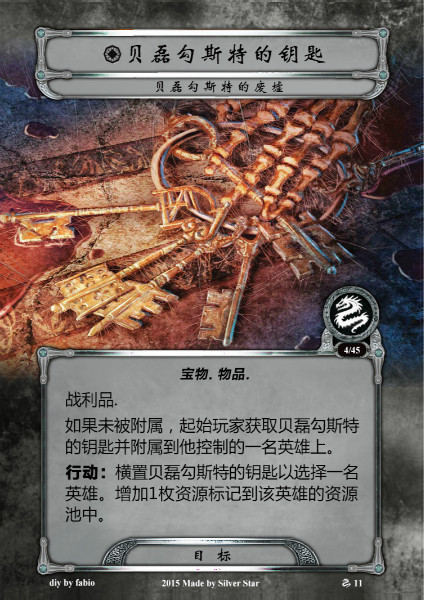 贝磊勾斯特的钥匙
贝磊勾斯特的废墟
4/45
宝物. 物品.
战利品.
如果未被附属，起始玩家获取贝磊勾斯特
的钥匙并附属到他控制的一名英雄上。
行动：横置贝磊勾斯特的钥匙以选择一名
英雄。增加1枚资源标记到该英雄的资源
池中。
目标
diy by fabio 2015 Made by Silver Star 11